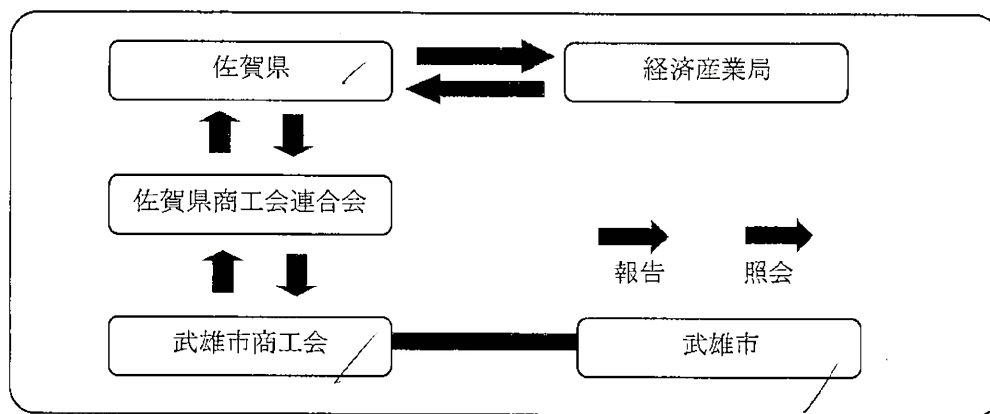 佐賀県
経済産業局
佐賀県商工会連合会
報告
照会
武雄市商工会
武雄市